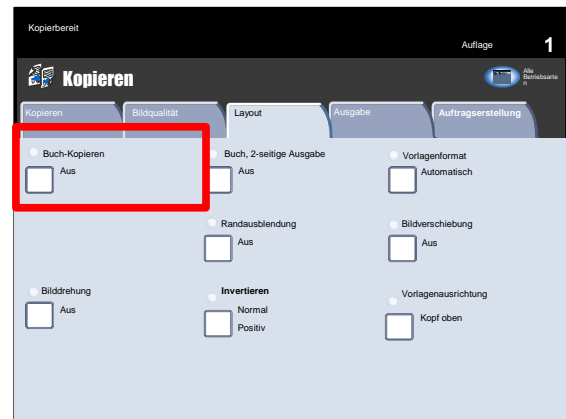 Kopierbereit
Auflage 1
Kopieren
Alle
Betriebsarte
n
Kopieren Bildqualität Layout Ausgabe Auftragserstellung
Buch-Kopieren Buch, 2-seitige Ausgabe Vorlagenformat
Aus Aus Automatisch
Randausblendung Bildverschiebung
Aus Aus
Bilddrehung Invertieren Vorlagenausrichtung
Aus Normal Kopf oben
Positiv